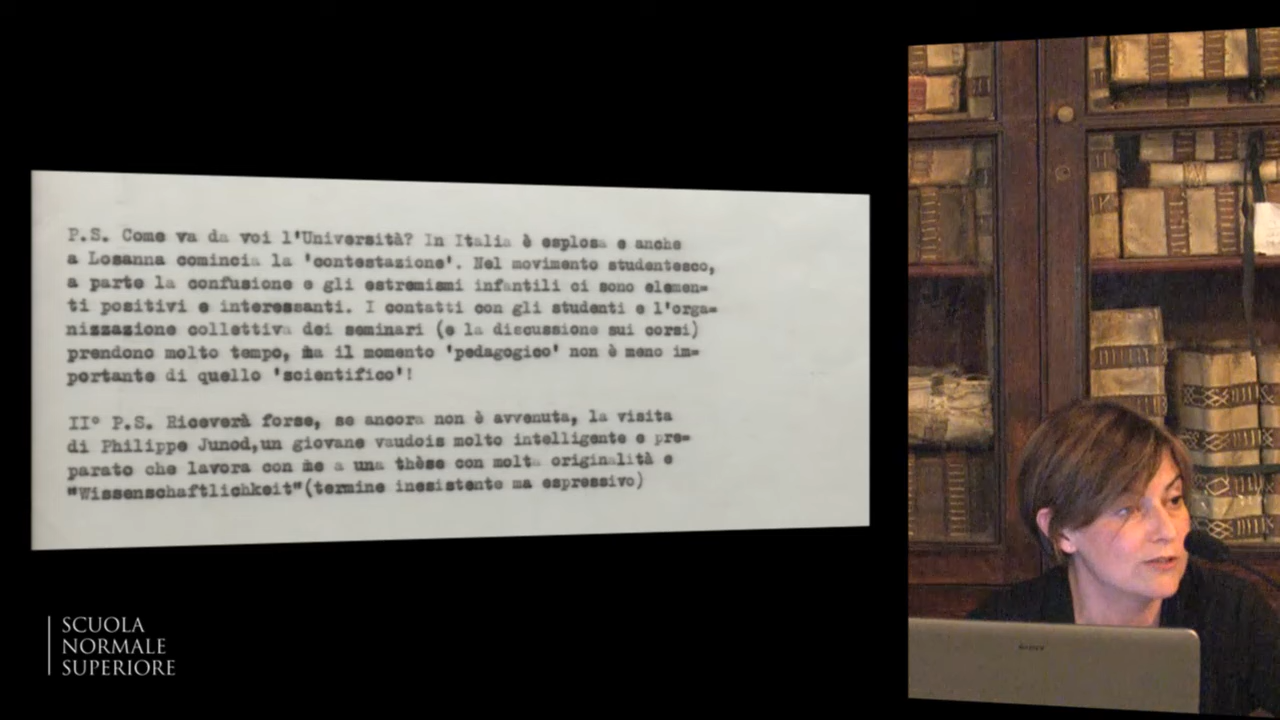 P.S. Come va da voi l'Università? In Italia è esplosa e anche
a Losanna comincia la 'contestazione'. Nel movimento studentesco,
a parte la confusione e gli estremismi infantili ci sono elemen=
ti positivi e interessanti. I contatti con gli studenti e l'orga=
nizzazione collettiva dei seminari (e la discussione sui corsi)
prendono molto tempo, ma il momento 'pedagogico' non è meno im=
portante di quello 'scientifico'!
II° P.S. Riceverà forse, se ancora non è avvenuta, la visita
di Philippe Junod,un giovane vaudois molto intelligente e pre=
parato che lavora con me a una thèse con molta originalità e
"Wissenschaftlichkeit"(termine inesistente ma espressivo)
SCUOLA
NORMALE
SUPERIORE